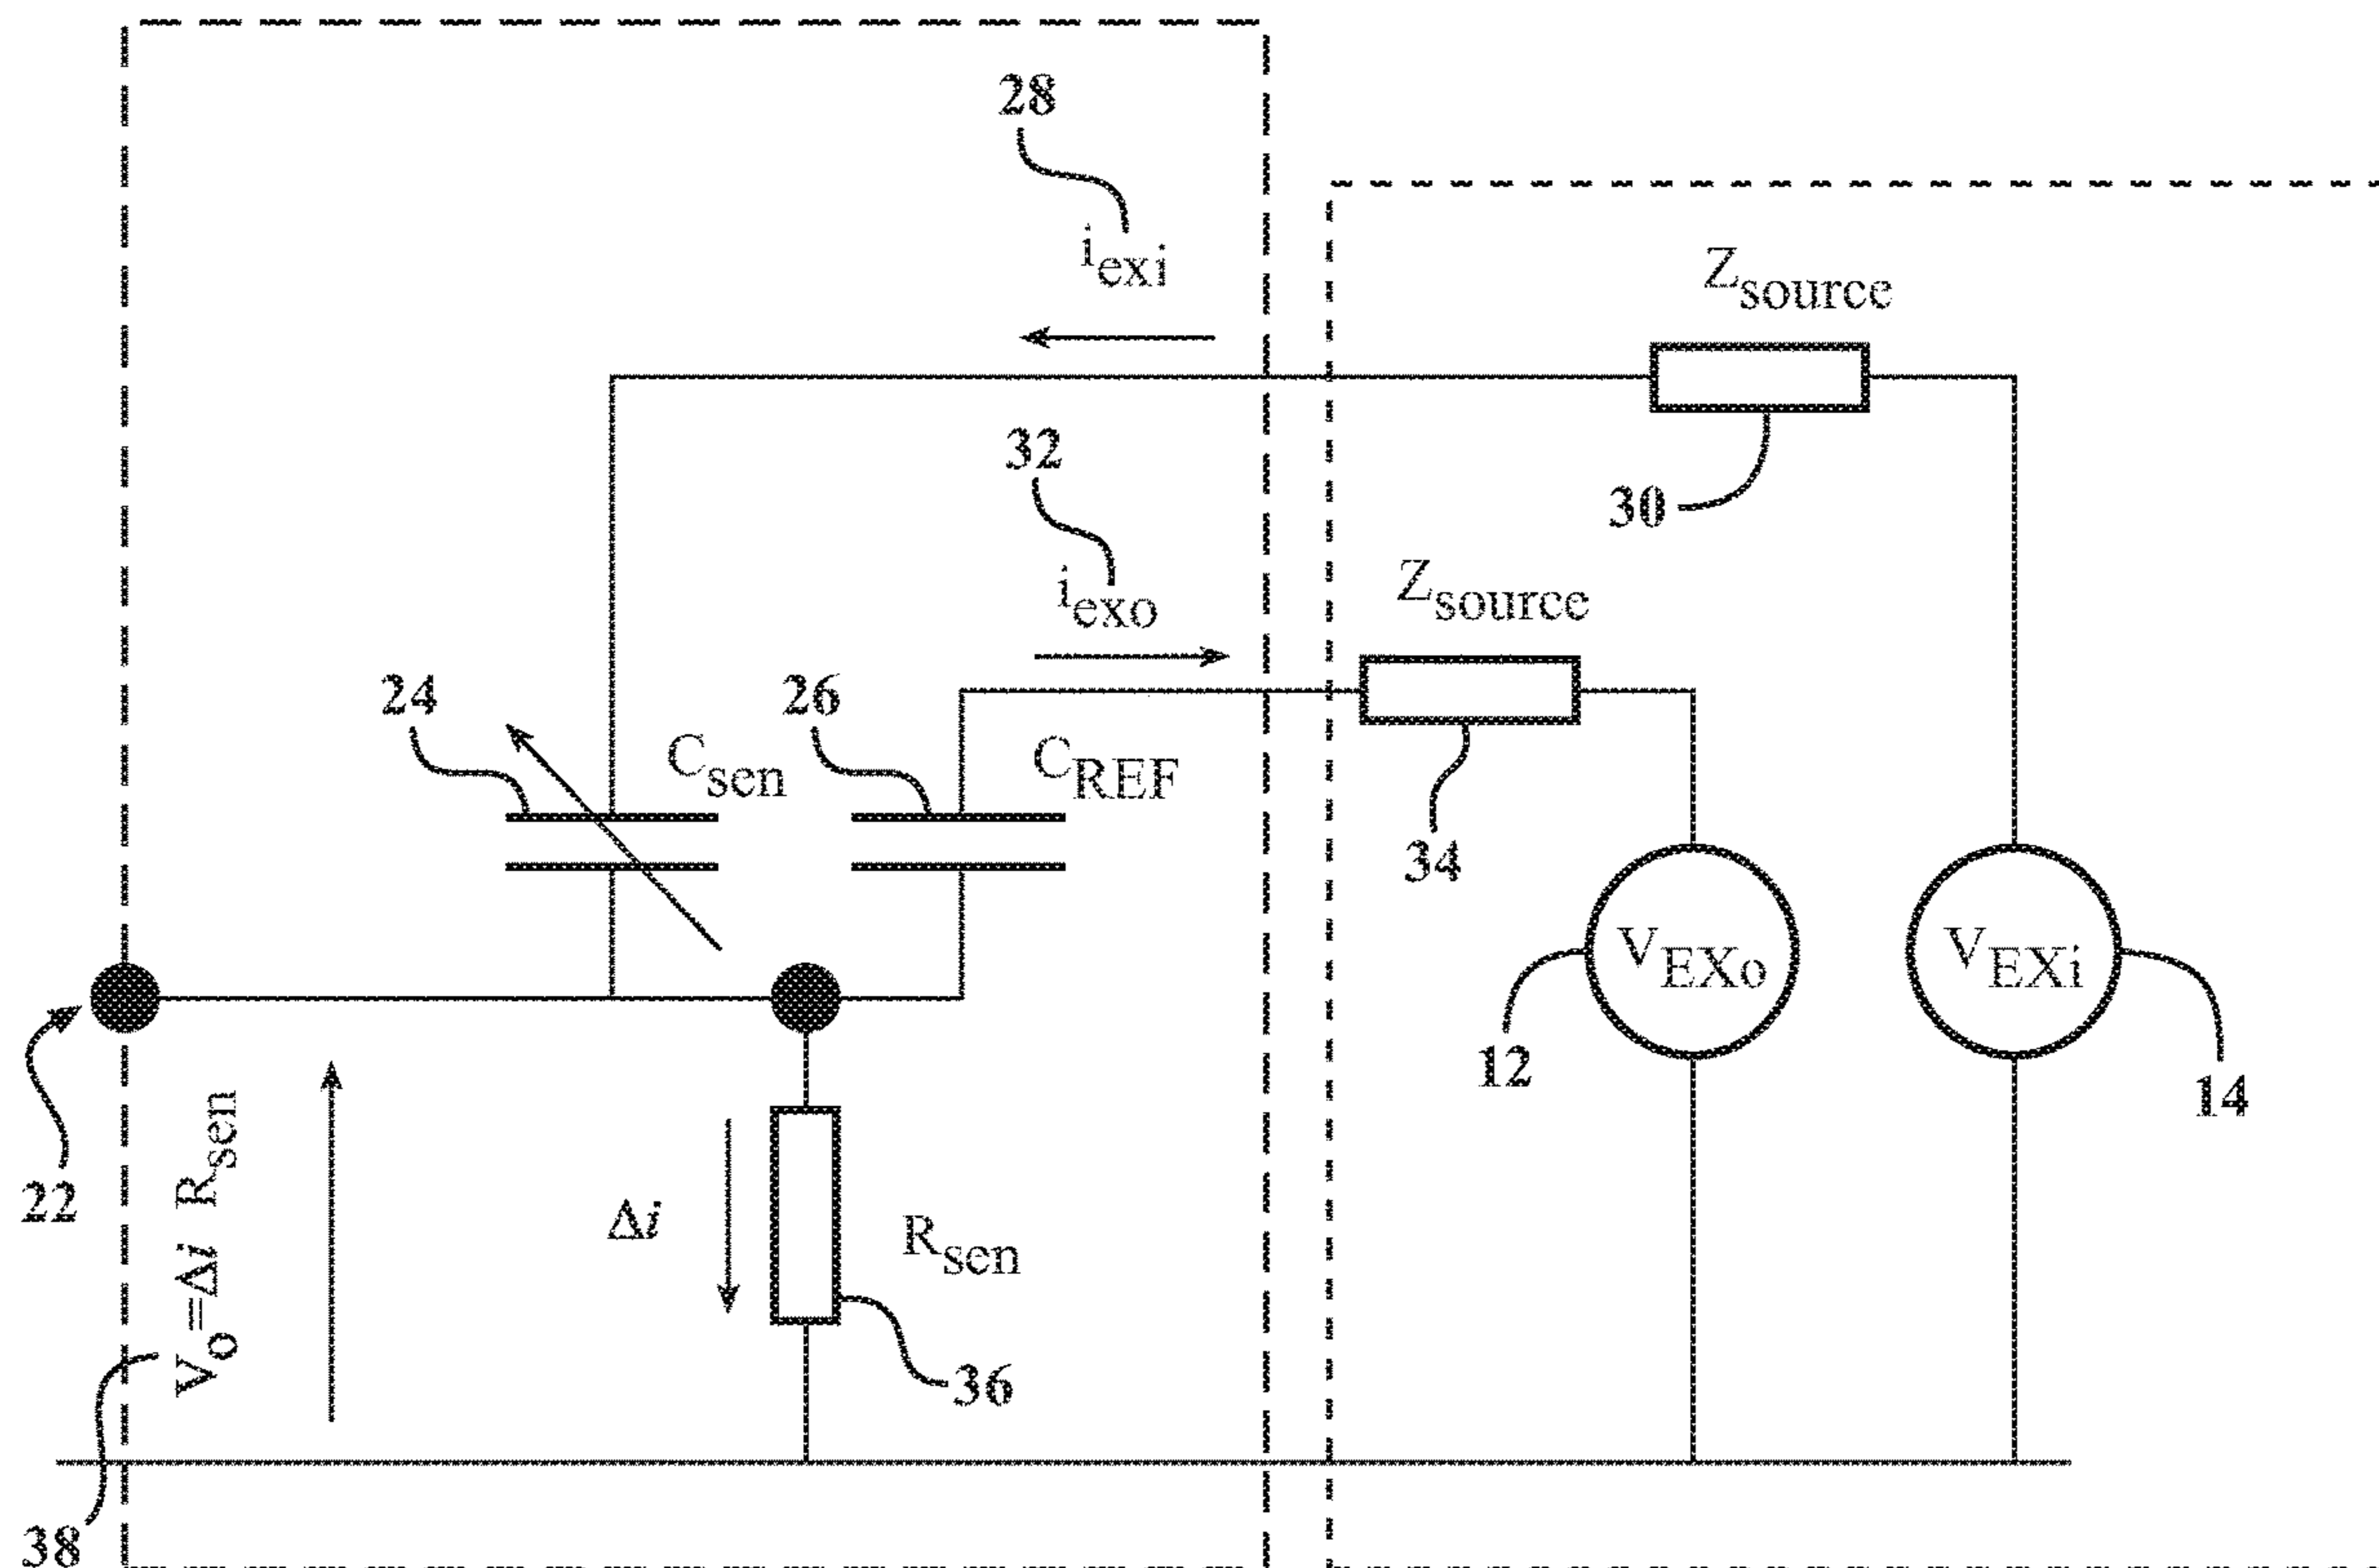 28
i_exi
Z_source
30
32
i_exo
Z_source
34
24
C_sen
26
C_REF
V_EXo
V_EXi
12
14
22
V_o=Δi R_sen
Δi
R_sen
36
38